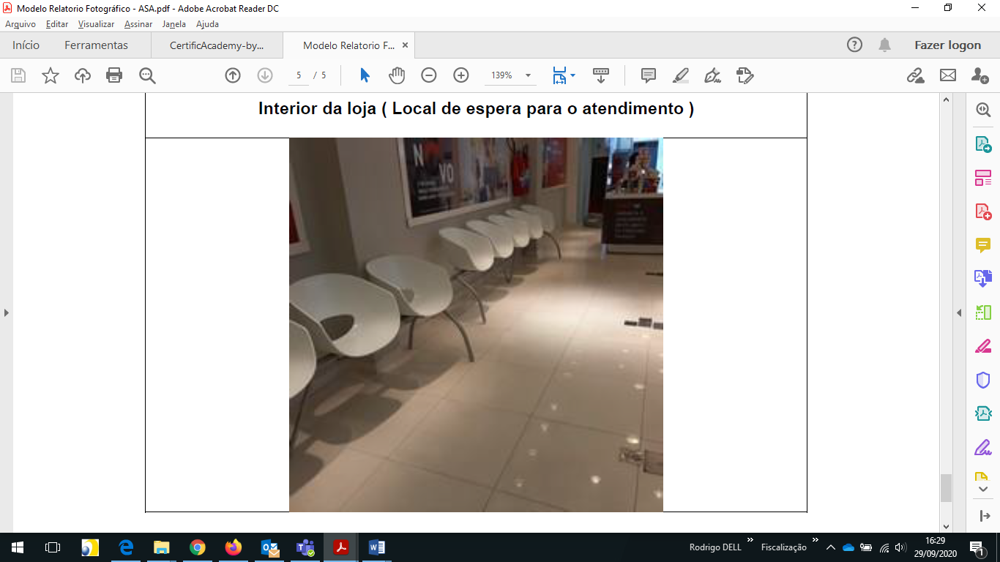 Modelo Relatorio Fotográfico - ASA.pdf - Adobe Acrobat Reader DC
Arquivo Editar Visualizar Assinar Janela Ajuda
Início Ferramentas CertificAcademy-by... Modelo Relatorio F... × Fazer logon
5 / 5 139%
Interior da loja ( Local de espera para o atendimento )
N
VO
Rodrigo DELL » Fiscalização » 16:29
29/09/2020
1